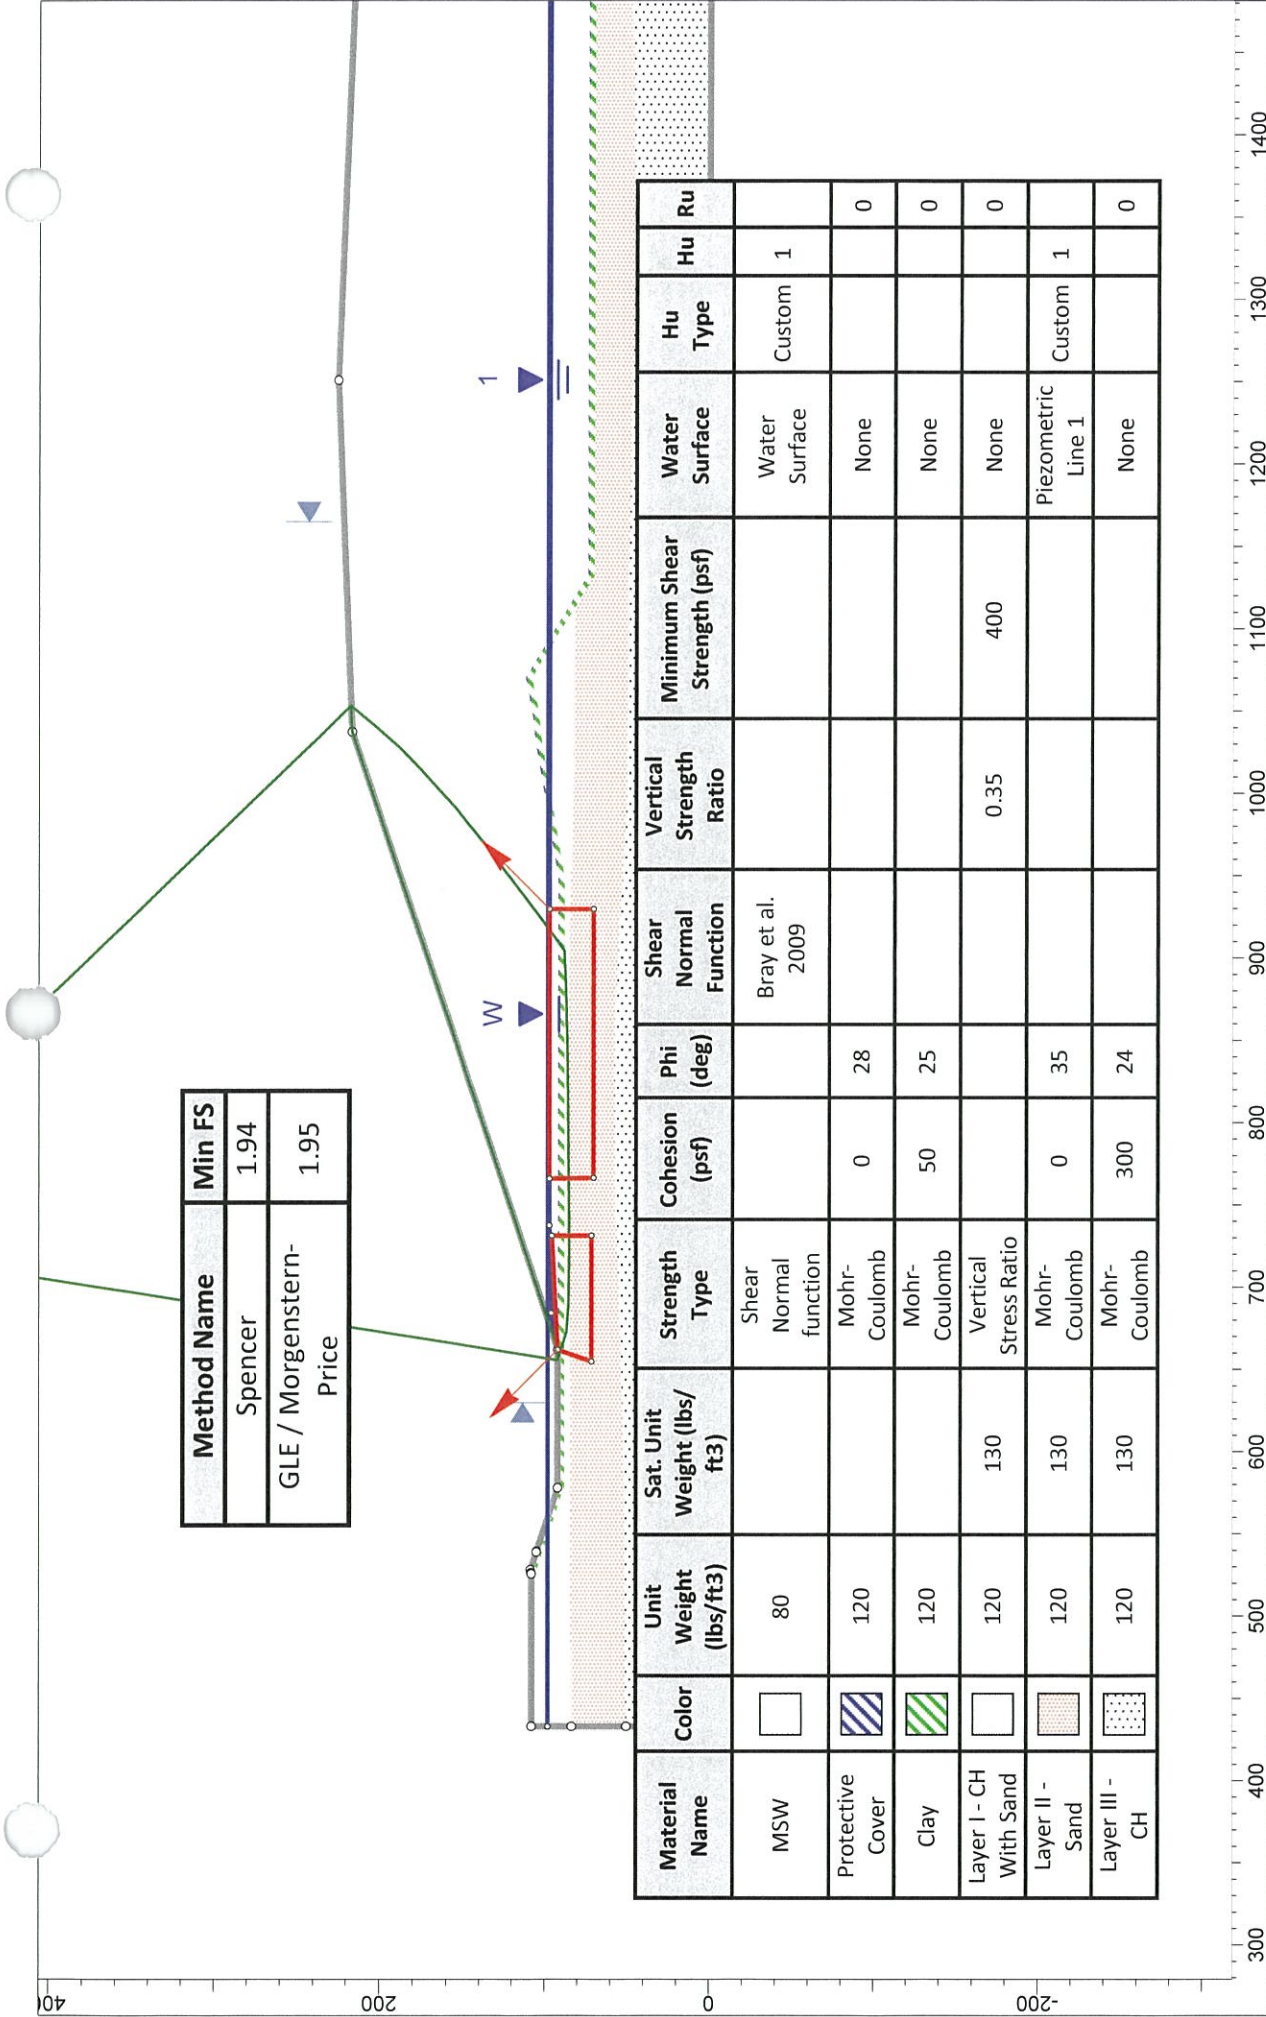 Method Name Min FS
Spencer 1.94
GLE / Morgenstern-
Price 1.95
W
1
Material
Name
Color
Unit
Weight
(lbs/ft3)
Sat. Unit
Weight (lbs/
ft3)
Strength
Type
Cohesion
(psf)
Phi
(deg)
Shear
Normal
Function
Vertical
Strength
Ratio
Minimum Shear
Strength (psf)
Water
Surface
Hu
Type
Hu
Ru
MSW
80
Shear
Normal
function
Bray et al.
2009
Water
Surface
Custom
1
Protective
Cover
120
Mohr-
Coulomb
0
28
None
0
Clay
120
Mohr-
Coulomb
50
25
None
0
Layer I - CH
With Sand
120
130
Vertical
Stress Ratio
0.35
400
None
0
Layer II -
Sand
120
130
Mohr-
Coulomb
0
35
Piezometric
Line 1
Custom
1
Layer III -
CH
120
130
Mohr-
Coulomb
300
24
None
0
400
200
0
-200
300 400 500 600 700 800 900 1000 1100 1200 1300 1400